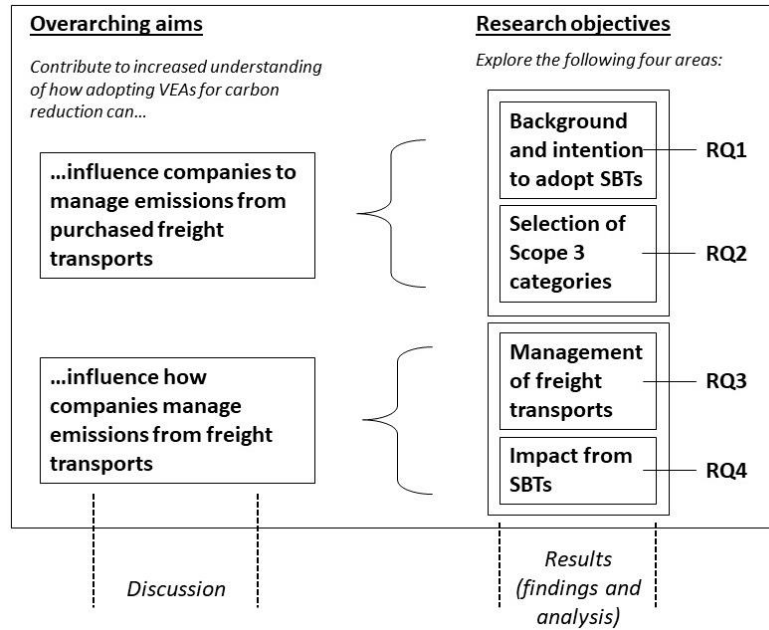 Overarching aims
Contribute to increased understanding
of how adopting VEAs for carbon
reduction can...
...influence companies to
manage emissions from
purchased freight
transports
...influence how
companies manage
emissions from freight
transports
Discussion
Research objectives
Explore the following four areas:
Background
and intention
to adopt SBTs
RQ1
Selection of
Scope 3
categories
RQ2
Management
of freight
transports
RQ3
Impact from
SBTs
RQ4
Results
(findings and
analysis)